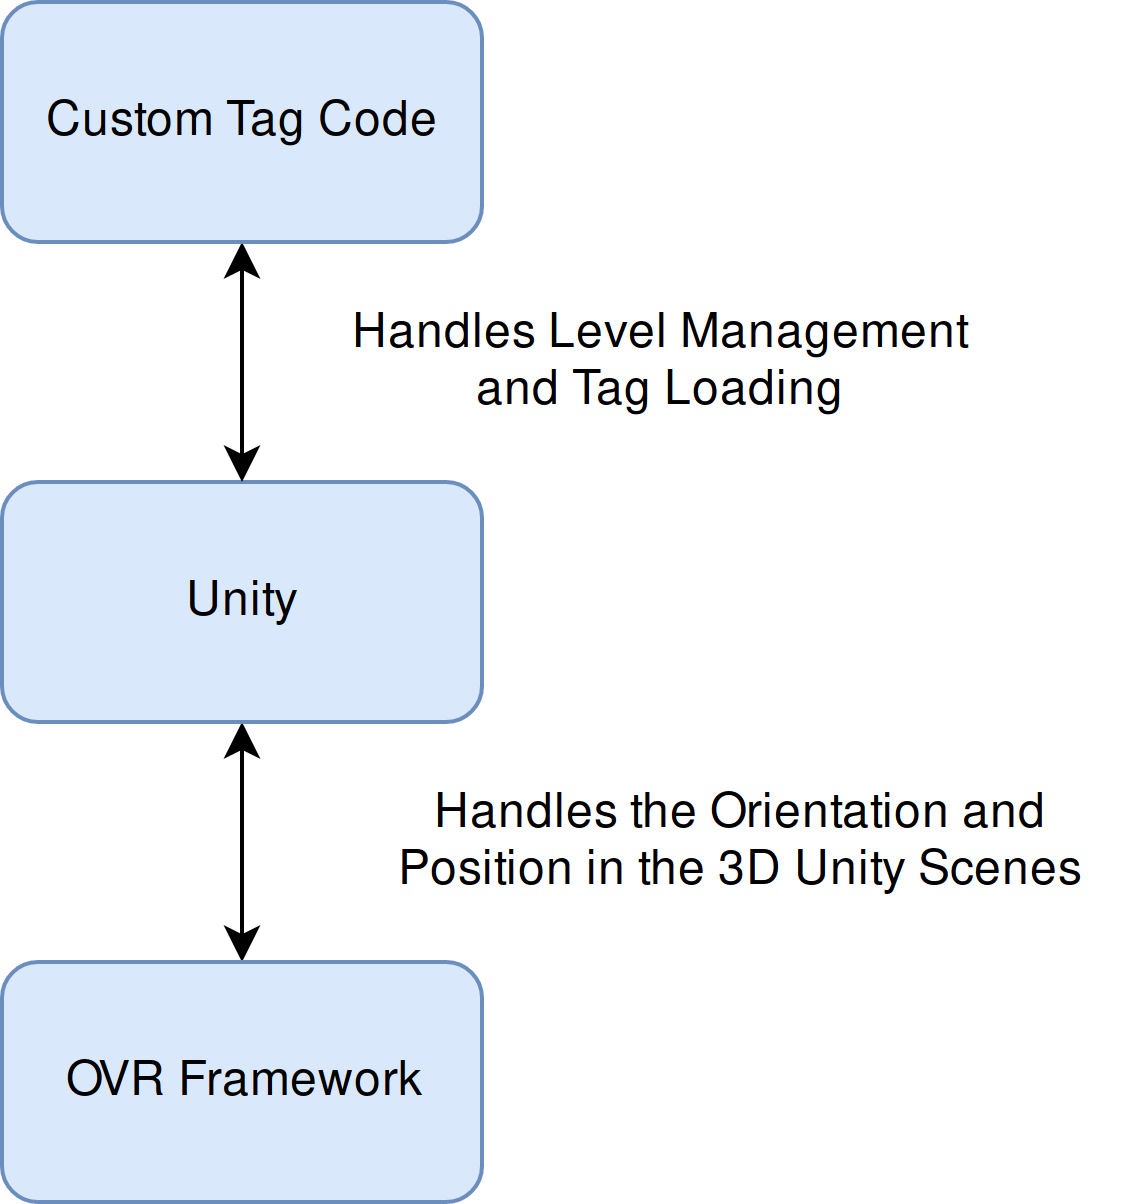 Custom Tag Code
Handles Level Management
and Tag Loading
Unity
Handles the Orientation and
Position in the 3D Unity Scenes
OVR Framework